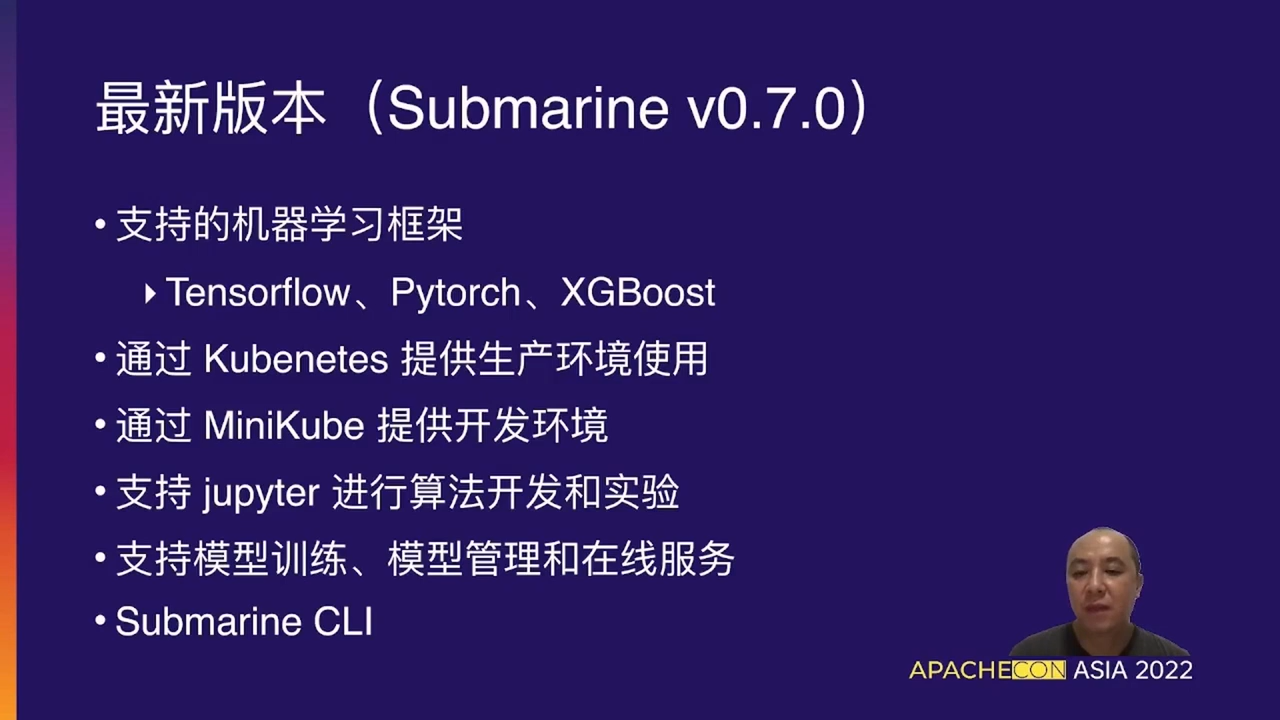 最新版本（Submarine v0.7.0）
• 支持的机器学习框架
‣ Tensorflow、Pytorch、XGBoost
• 通过 Kubenetes 提供生产环境使用
• 通过 MiniKube 提供开发环境
• 支持 jupyter 进行算法开发和实验
• 支持模型训练、模型管理和在线服务
• Submarine CLI
APACHECON ASIA 2022